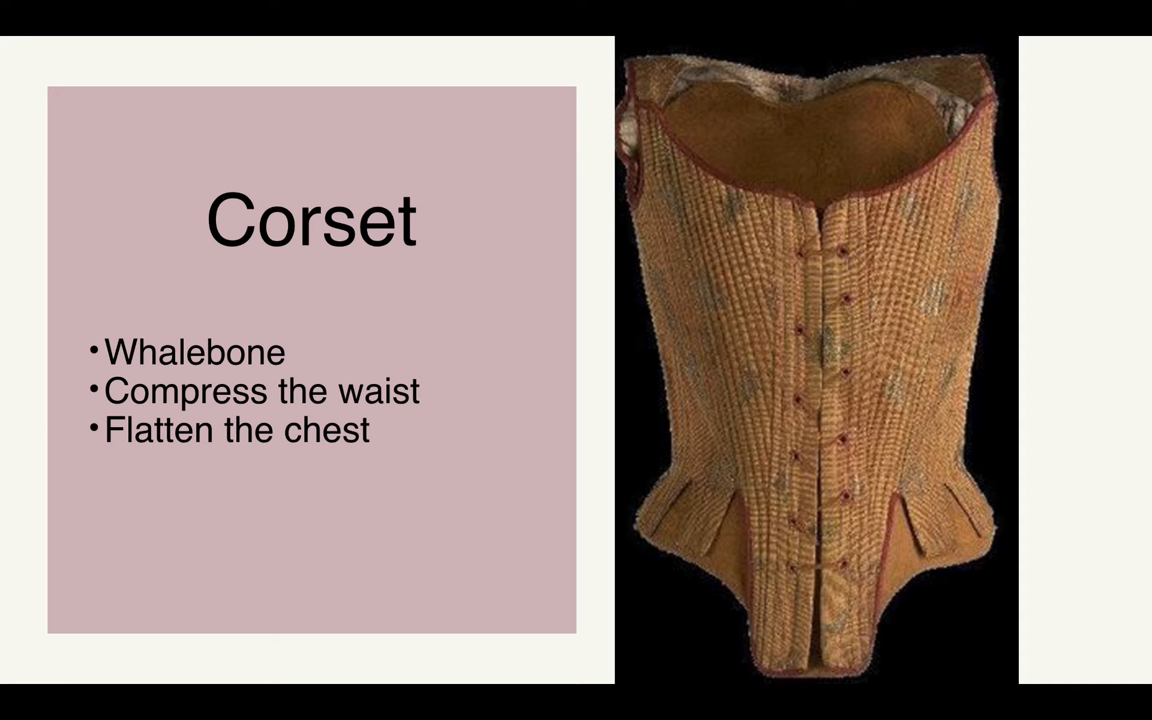 Corset
•Whalebone
•Compress the waist
•Flatten the chest